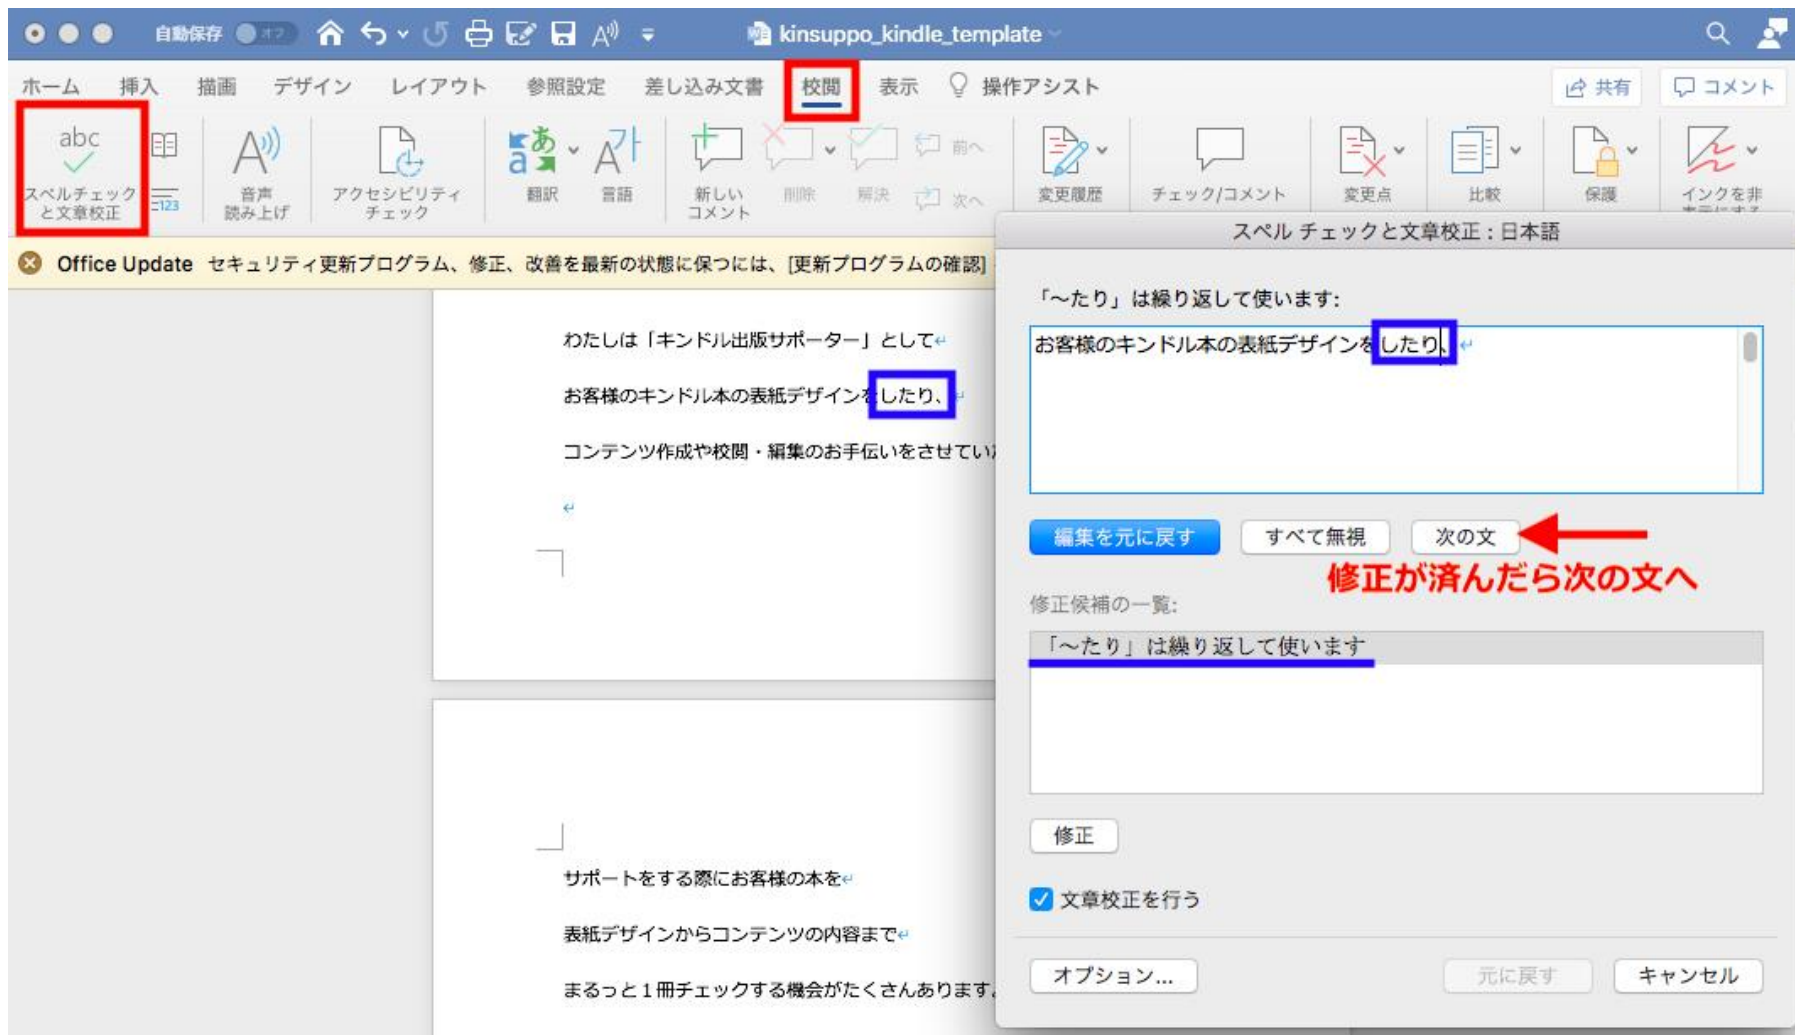 自動保存 オフ kinsuppo_kindle_template
ホーム 挿入 描画 デザイン レイアウト 参照設定 差し込み文書 校閲 表示 操作アシスト 共有 コメント
abc
スペルチェック
と文章校正
123
音声
読み上げ
アクセシビリティ
チェック
翻訳
言語
新しい
コメント
削除
解決
前へ
次へ
変更履歴
チェック/コメント
変更点
比較
保護
インクを非
表示にする
Office Update セキュリティ更新プログラム、修正、改善を最新の状態に保つには、[更新プログラムの確認]
わたしは「キンドル出版サポーター」として
お客様のキンドル本の表紙デザインをしたり、
コンテンツ作成や校閲・編集のお手伝いをさせてい
サポートをする際にお客様の本を
表紙デザインからコンテンツの内容まで
まるっと1冊チェックする機会がたくさんあります。
スペル チェックと文章校正 : 日本語
「〜たり」は繰り返して使います:
お客様のキンドル本の表紙デザインをしたり、
編集を元に戻す すべて無視 次の文
修正が済んだら次の文へ
修正候補の一覧:
「〜たり」は繰り返して使います
修正
文章校正を行う
オプション... 元に戻す キャンセル